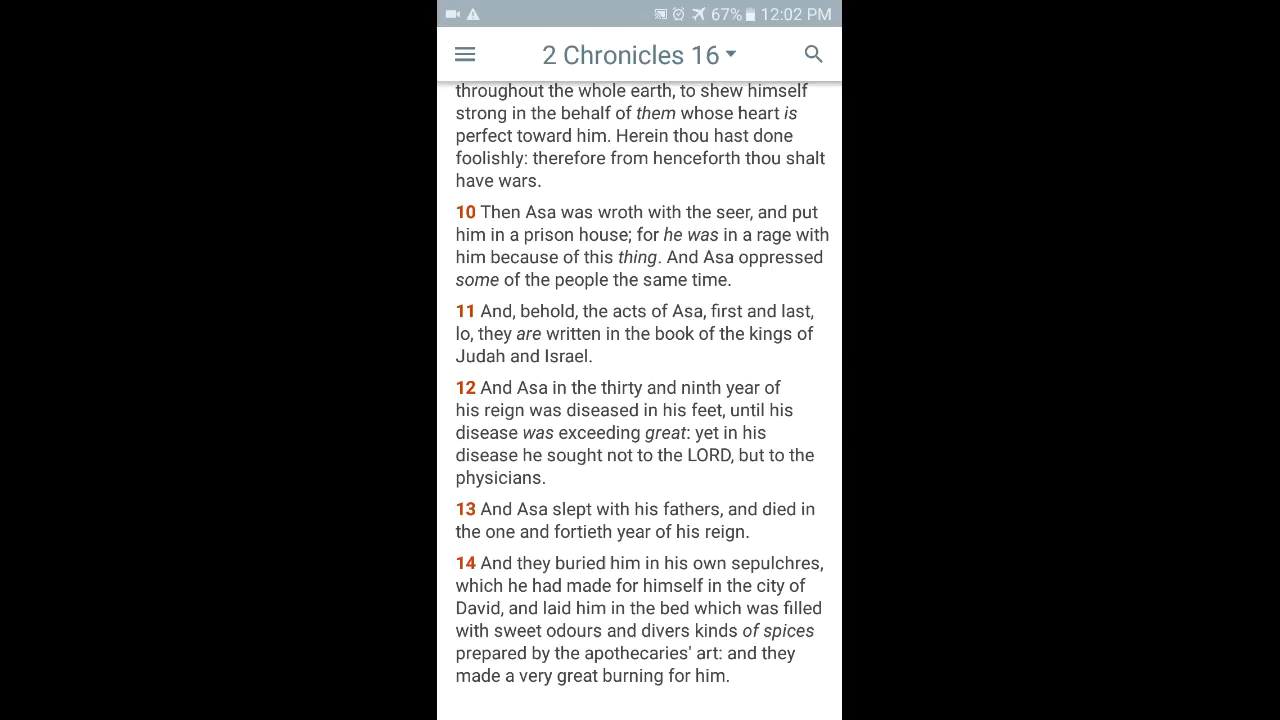 67% 12:02 PM
2 Chronicles 16
throughout the whole earth, to shew himself
strong in the behalf of them whose heart is
perfect toward him. Herein thou hast done
foolishly: therefore from henceforth thou shalt
have wars.
10 Then Asa was wroth with the seer, and put
him in a prison house; for he was in a rage with
him because of this thing. And Asa oppressed
some of the people the same time.
11 And, behold, the acts of Asa, first and last,
lo, they are written in the book of the kings of
Judah and Israel.
12 And Asa in the thirty and ninth year of
his reign was diseased in his feet, until his
disease was exceeding great: yet in his
disease he sought not to the LORD, but to the
physicians.
13 And Asa slept with his fathers, and died in
the one and fortieth year of his reign.
14 And they buried him in his own sepulchres,
which he had made for himself in the city of
David, and laid him in the bed which was filled
with sweet odours and divers kinds of spices
prepared by the apothecaries' art: and they
made a very great burning for him.